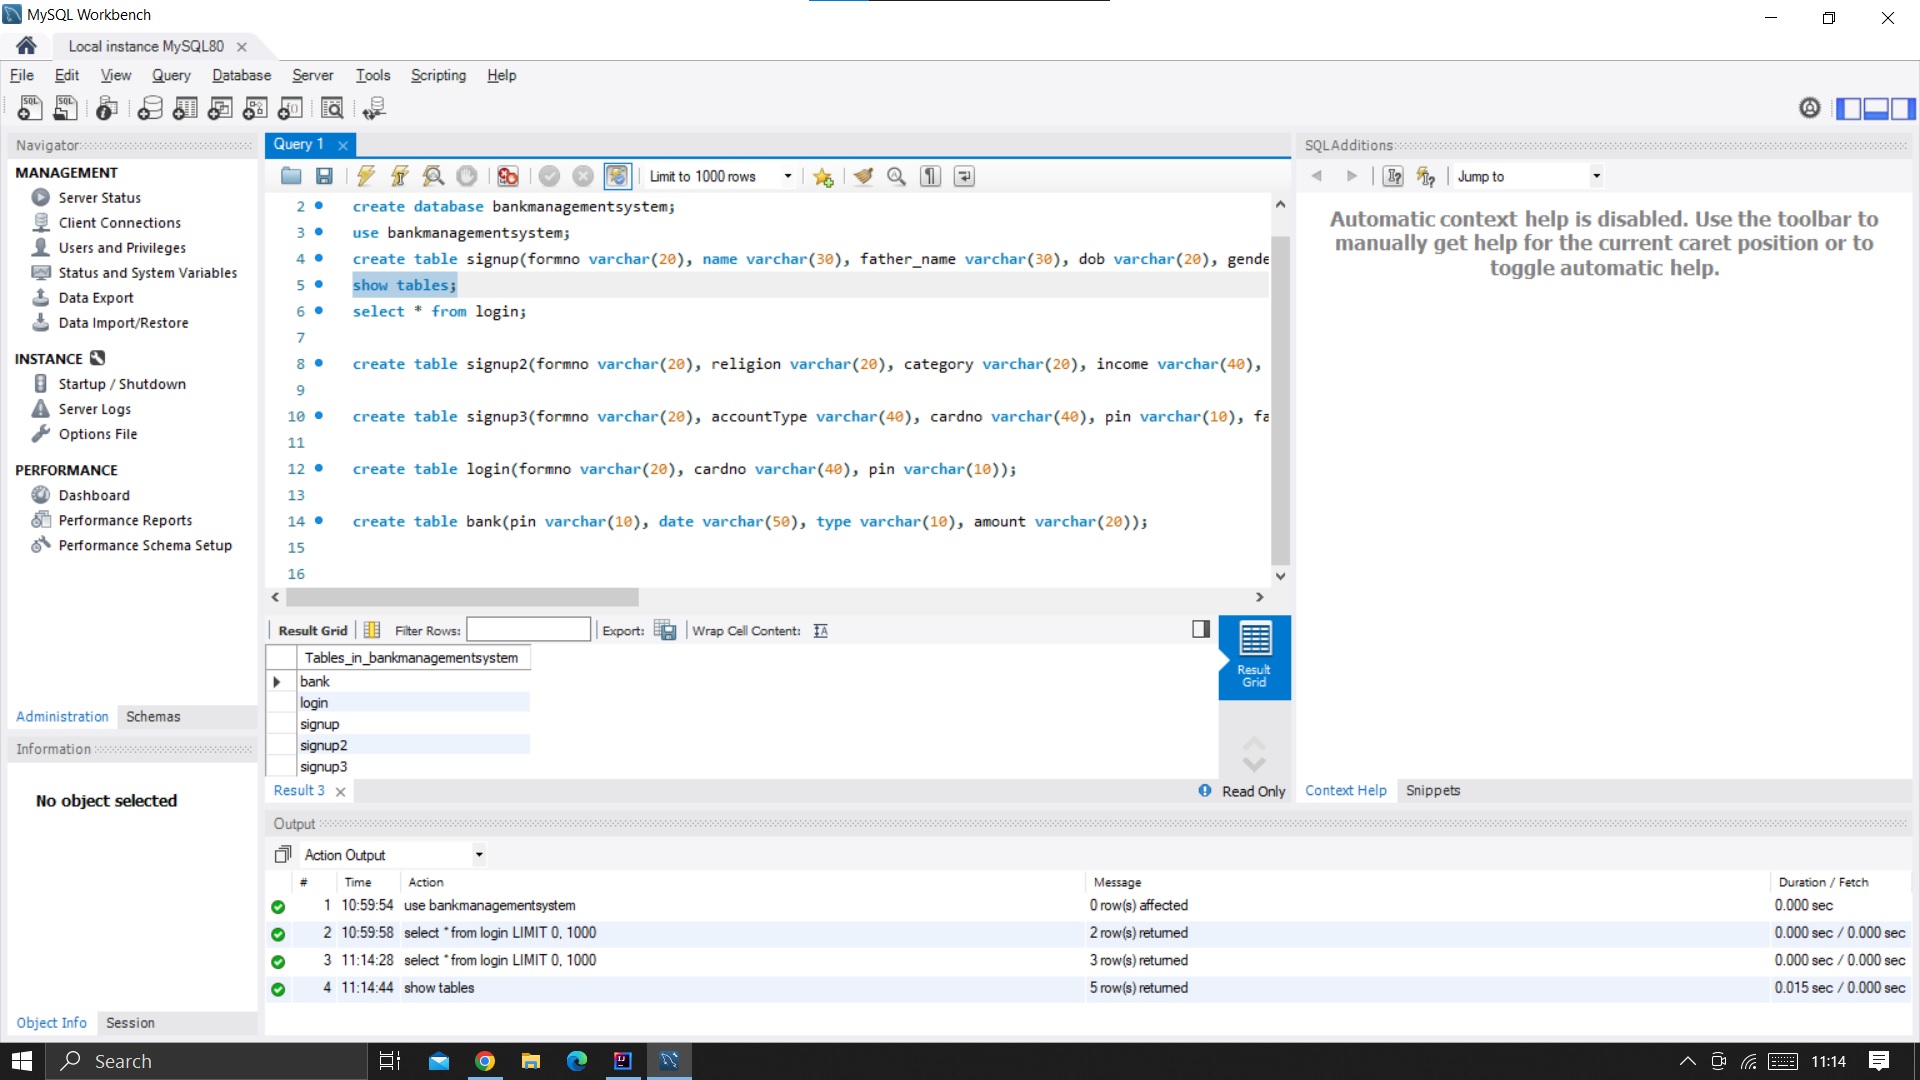 MySQL Workbench
Local instance MySQL80
File Edit View Query Database Server Tools Scripting Help
Navigator
MANAGEMENT
Server Status
Client Connections
Users and Privileges
Status and System Variables
Data Export
Data Import/Restore
INSTANCE
Startup / Shutdown
Server Logs
Options File
PERFORMANCE
Dashboard
Performance Reports
Performance Schema Setup
Administration Schemas
Information
No object selected
Object Info Session
Query 1
Limit to 1000 rows
2 create database bankmanagementsystem;
3 use bankmanagementsystem;
4 create table signup(formno varchar(20), name varchar(30), father_name varchar(30), dob varchar(20), gende
5 show tables;
6 select * from login;
7
8 create table signup2(formno varchar(20), religion varchar(20), category varchar(20), income varchar(40),
9
10 create table signup3(formno varchar(20), accountType varchar(40), cardno varchar(40), pin varchar(10), fa
11
12 create table login(formno varchar(20), cardno varchar(40), pin varchar(10));
13
14 create table bank(pin varchar(10), date varchar(50), type varchar(10), amount varchar(20));
15
16
Result Grid Filter Rows: Export: Wrap Cell Content:
Tables_in_bankmanagementsystem
bank
login
signup
signup2
signup3
Result Grid
Result 3 Read Only
SQLAdditions
Jump to
Automatic context help is disabled. Use the toolbar to
manually get help for the current caret position or to
toggle automatic help.
Context Help Snippets
Output
Action Output
# Time Action Message Duration / Fetch
1 10:59:54 use bankmanagementsystem 0 row(s) affected 0.000 sec
2 10:59:58 select * from login LIMIT 0, 1000 2 row(s) returned 0.000 sec / 0.000 sec
3 11:14:28 select * from login LIMIT 0, 1000 3 row(s) returned 0.000 sec / 0.000 sec
4 11:14:44 show tables 5 row(s) returned 0.015 sec / 0.000 sec
Search
11:14